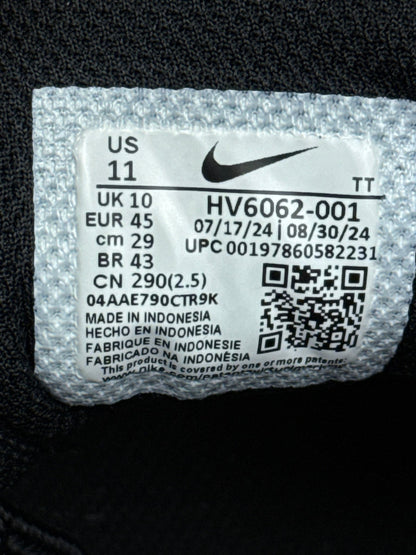 US
11
TT
UK 10
EUR 45
cm 29
BR 43
CN 290(2.5)
04AAE790CTR9K
HV6062-001
07/17/24 | 08/30/24
UPC 00197860582231
MADE IN INDONESIA
HECHO EN INDONESIA
FABRIQUE EN INDONESIE
FABRICADO NA INDONÉSIA
This product is covered by one or more patents: